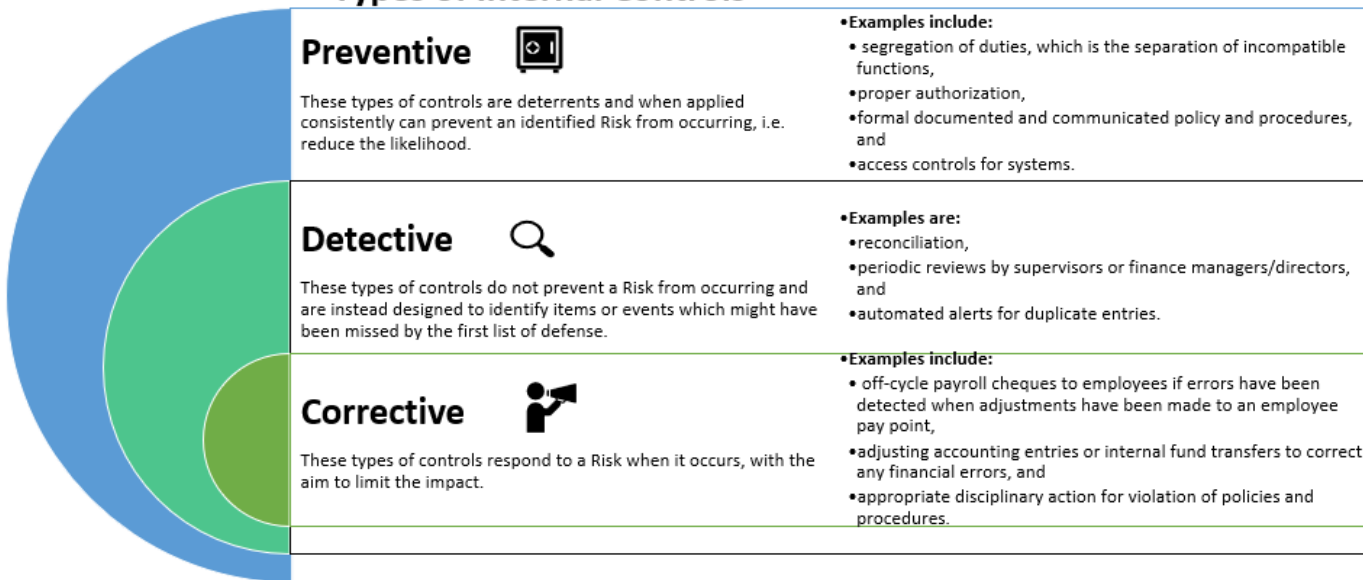 Types of Internal Controls
Preventive
These types of controls are deterrents and when applied
consistently can prevent an identified Risk from occurring, i.e.
reduce the likelihood.
•Examples include:
• segregation of duties, which is the separation of incompatible
functions,
•proper authorization,
•formal documented and communicated policy and procedures,
and
•access controls for systems.
Detective
These types of controls do not prevent a Risk from occurring and
are instead designed to identify items or events which might have
been missed by the first list of defense.
•Examples are:
•reconciliation,
•periodic reviews by supervisors or finance managers/directors,
and
•automated alerts for duplicate entries.
Corrective
These types of controls respond to a Risk when it occurs, with the
aim to limit the impact.
•Examples include:
• off-cycle payroll cheques to employees if errors have been
detected when adjustments have been made to an employee
pay point,
•adjusting accounting entries or internal fund transfers to correct
any financial errors, and
•appropriate disciplinary action for violation of policies and
procedures.